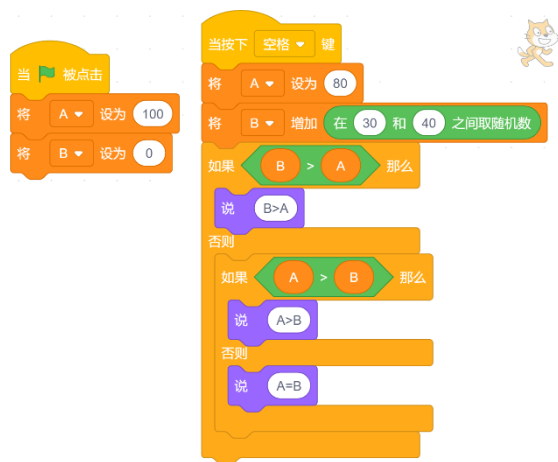 当 被点击
将 A 设为 100
将 B 设为 0
当按下 空格 键
将 A 设为 80
将 B 增加 在 30 和 40 之间取随机数
如果 B > A 那么
说 B>A
否则
如果 A > B 那么
说 A>B
否则
说 A=B